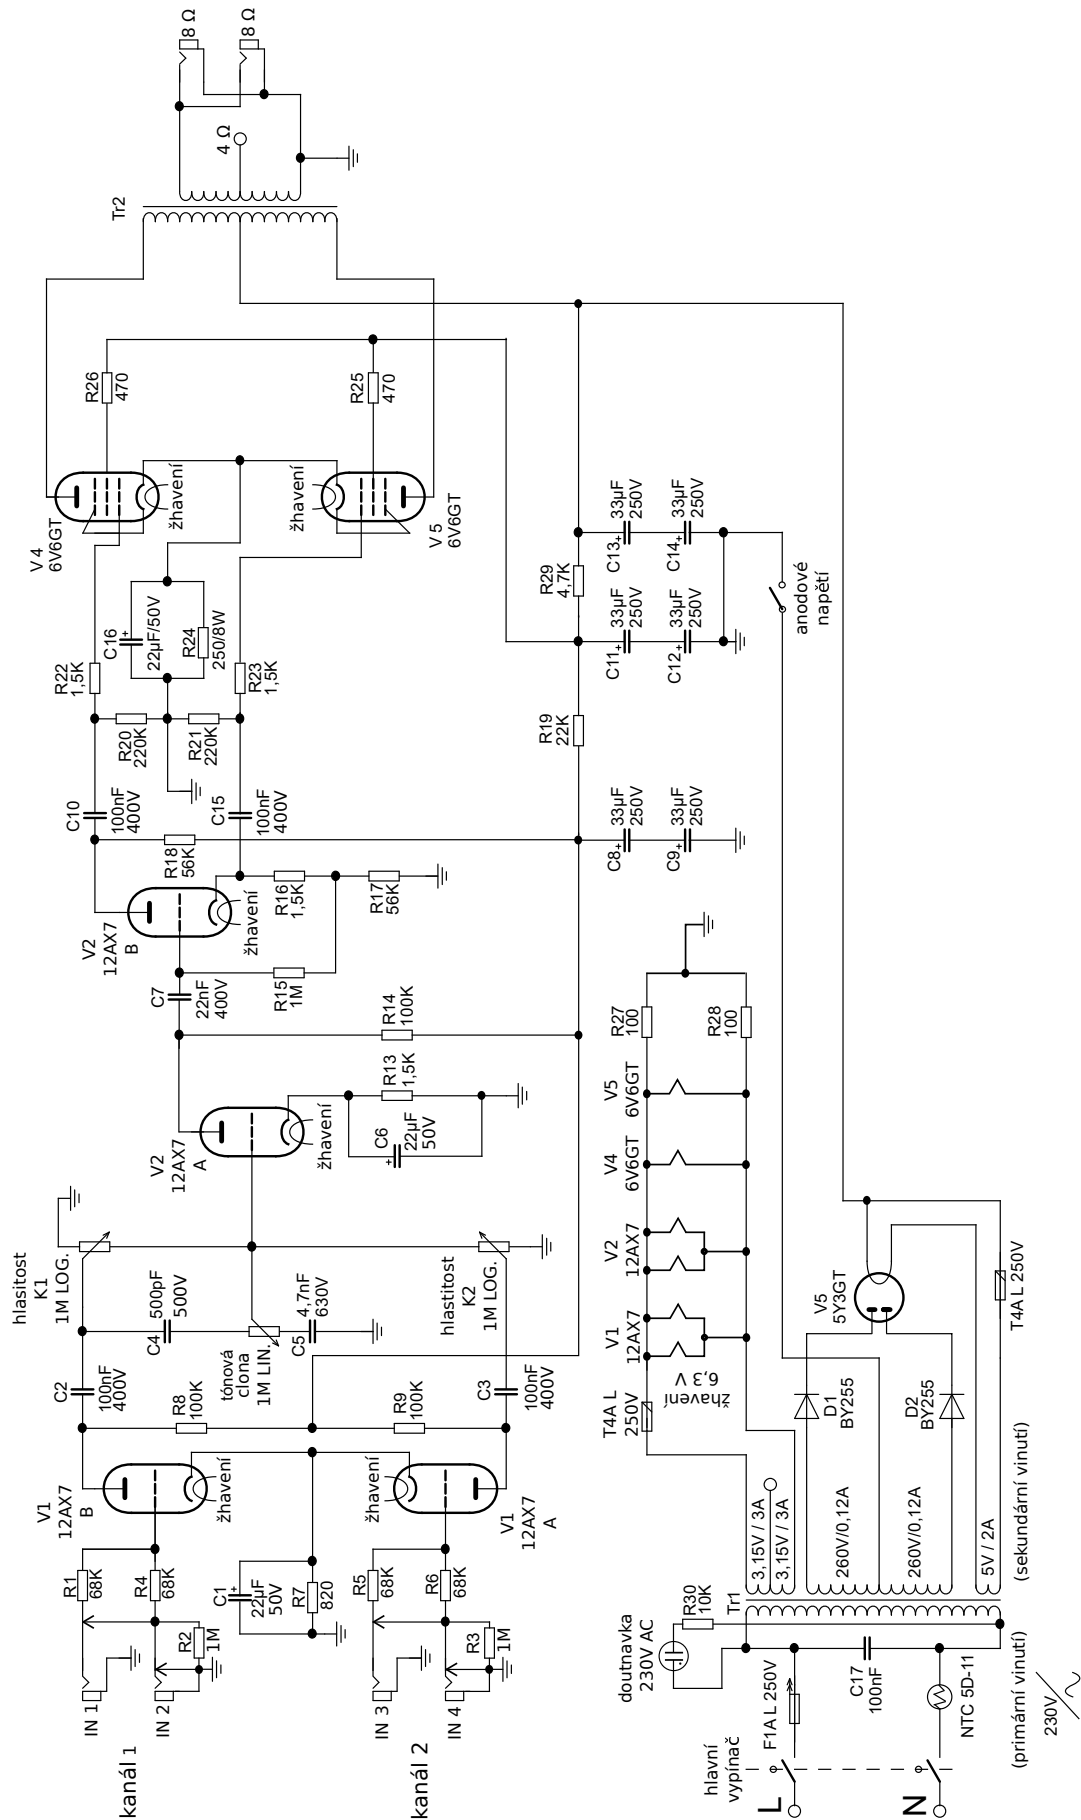 kanál 1
IN 1
IN 2
R1
68K
R4
68K
R2
1M
V1
12AX7
B
žhavení
C1
22µF
50V
R7
820
kanál 2
IN 3
IN 4
R5
68K
R6
68K
R3
1M
V1
12AX7
A
žhavení
C2
100nF
400V
R8
100K
R9
100K
C3
100nF
400V
hlasitost
K1
1M LOG.
C4
500pF
500V
tónová
clona
1M LIN.
C5
4,7nF
630V
hlastitost
K2
1M LOG.
V2
12AX7
A
žhavení
C6
22µF
50V
R13
1,5K
R14
100K
C7
22nF
400V
R15
1M
V2
12AX7
B
žhavení
R16
1,5K
R17
56K
R18
56K
C10
100nF
400V
C15
100nF
400V
R20
220K
R21
220K
R22
1,5K
C16
22µF/50V
R24
250/8W
R23
1,5K
V4
6V6GT
žhavení
žhavení
V5
6V6GT
R26
470
R25
470
Tr2
4 Ω
8 Ω
8 Ω
R19
22K
R29
4,7K
C8
33µF
250V
C9
33µF
250V
C11
33µF
250V
C12
33µF
250V
C13
33µF
250V
C14
33µF
250V
anodové
napětí
T4A L
250V
žhavení
6,3 V
V1
12AX7
V2
12AX7
V4
6V6GT
V5
6V6GT
R27
100
R28
100
hlavní
vypínač
L
N
F1A L 250V
NTC 5D-11
C17
100nF
doutnavka
230V AC
R30
10K
Tr1
3,15V / 3A
3,15V / 3A
260V/0,12A
260V/0,12A
5V / 2A
(primární vinutí)
230V
(sekundární vinutí)
D1
BY255
D2
BY255
V5
5Y3GT
T4A L 250V